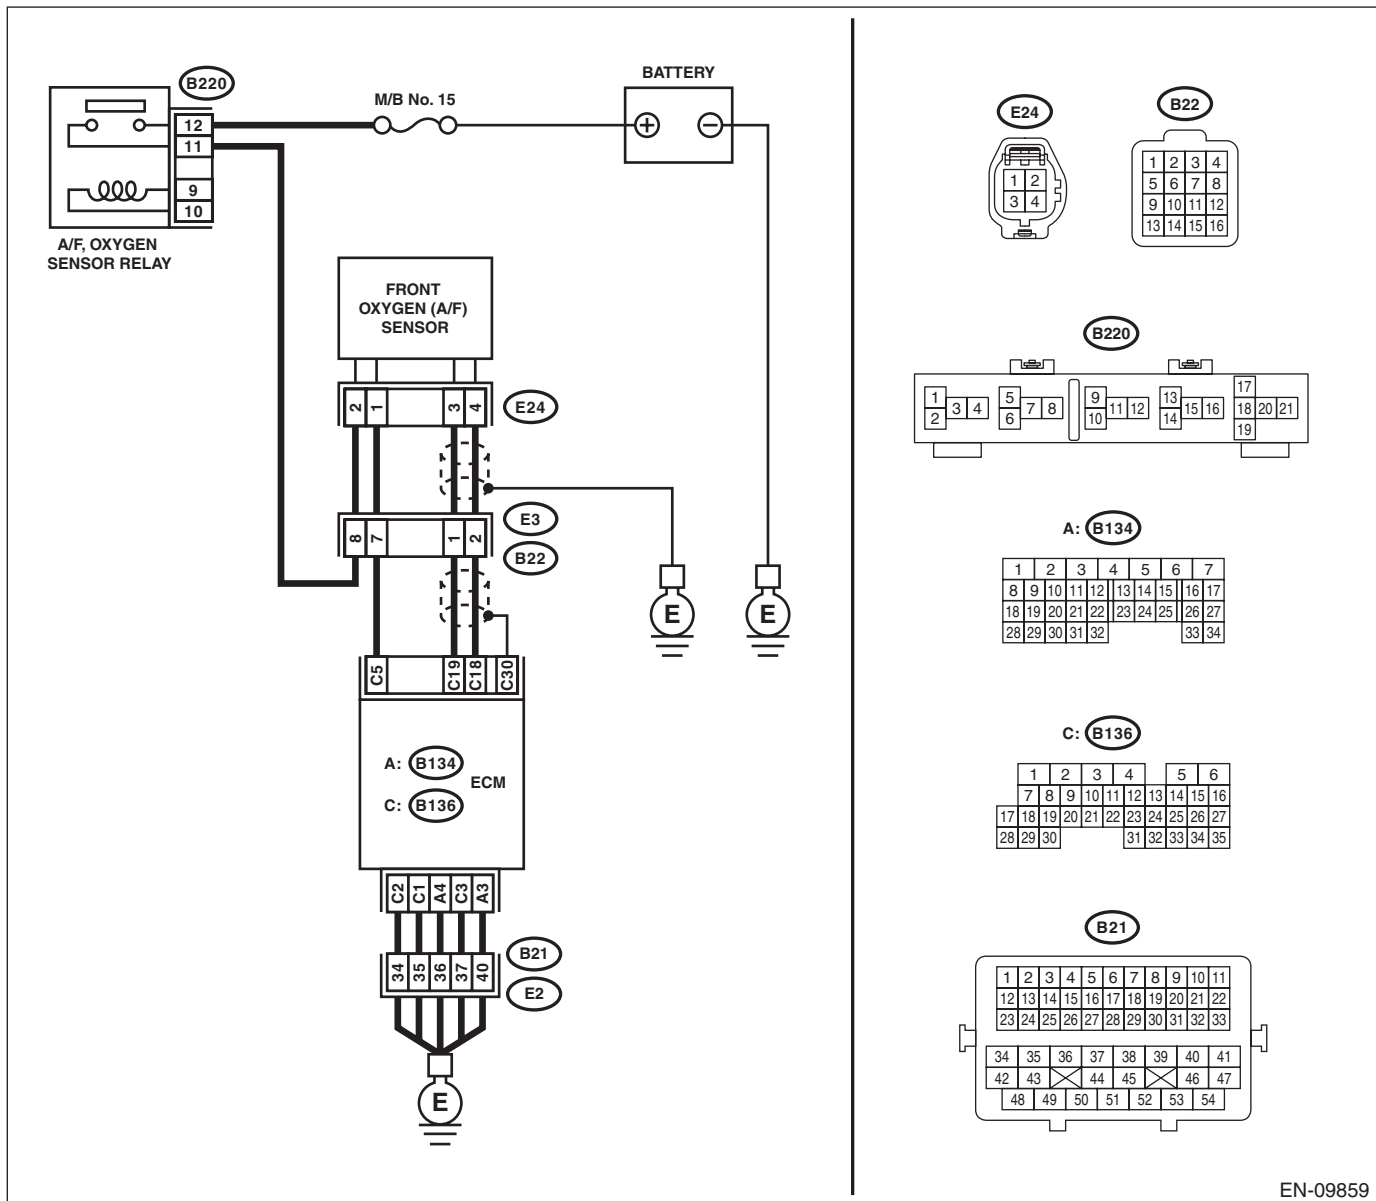 B220
BATTERY
M/B No. 15
12
11
9
10
A/F, OXYGEN
SENSOR RELAY
FRONT
OXYGEN (A/F)
SENSOR
2 1 3 4
E24
E3
8 7 1 2
B22
E
E
C5 C19 C18 C30
A: B134
ECM
C: B136
C2 C1 A4 C3 A3
B21
34 35 36 37 40
E2
E
E24
1 2
3 4
B22
1 2 3 4
5 6 7 8
9 10 11 12
13 14 15 16
B220
1 2 3 4
5 6 7 8
9 10 11 12
13 14 15 16
17 18 19 20 21
A: B134
1 2 3 4 5 6 7
8 9 10 11 12 13 14 15 16 17
18 19 20 21 22 23 24 25 26 27
28 29 30 31 32 33 34
C: B136
1 2 3 4 5 6
7 8 9 10 11 12 13 14 15 16
17 18 19 20 21 22 23 24 25 26 27
28 29 30 31 32 33 34 35
B21
1 2 3 4 5 6 7 8 9 10 11
12 13 14 15 16 17 18 19 20 21 22
23 24 25 26 27 28 29 30 31 32 33
34 35 36 37 38 39 40 41
42 43 44 45 46 47
48 49 50 51 52 53 54
EN-09859